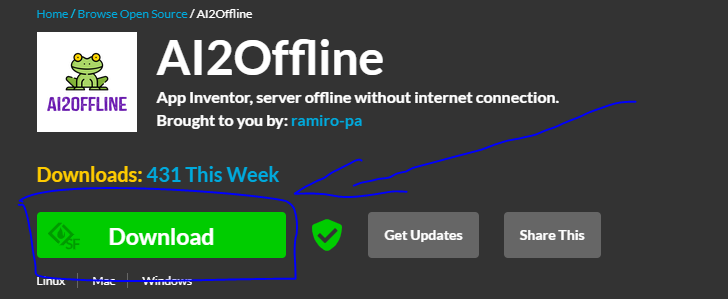 Home / Browse Open Source / AI2Offline
AI2OFFLINE
AI2Offline
App Inventor, server offline without internet connection.
Brought to you by: ramiro-pa
Downloads: 431 This Week
SF
Download
Get Updates
Share This
Linux
Mac
Windows